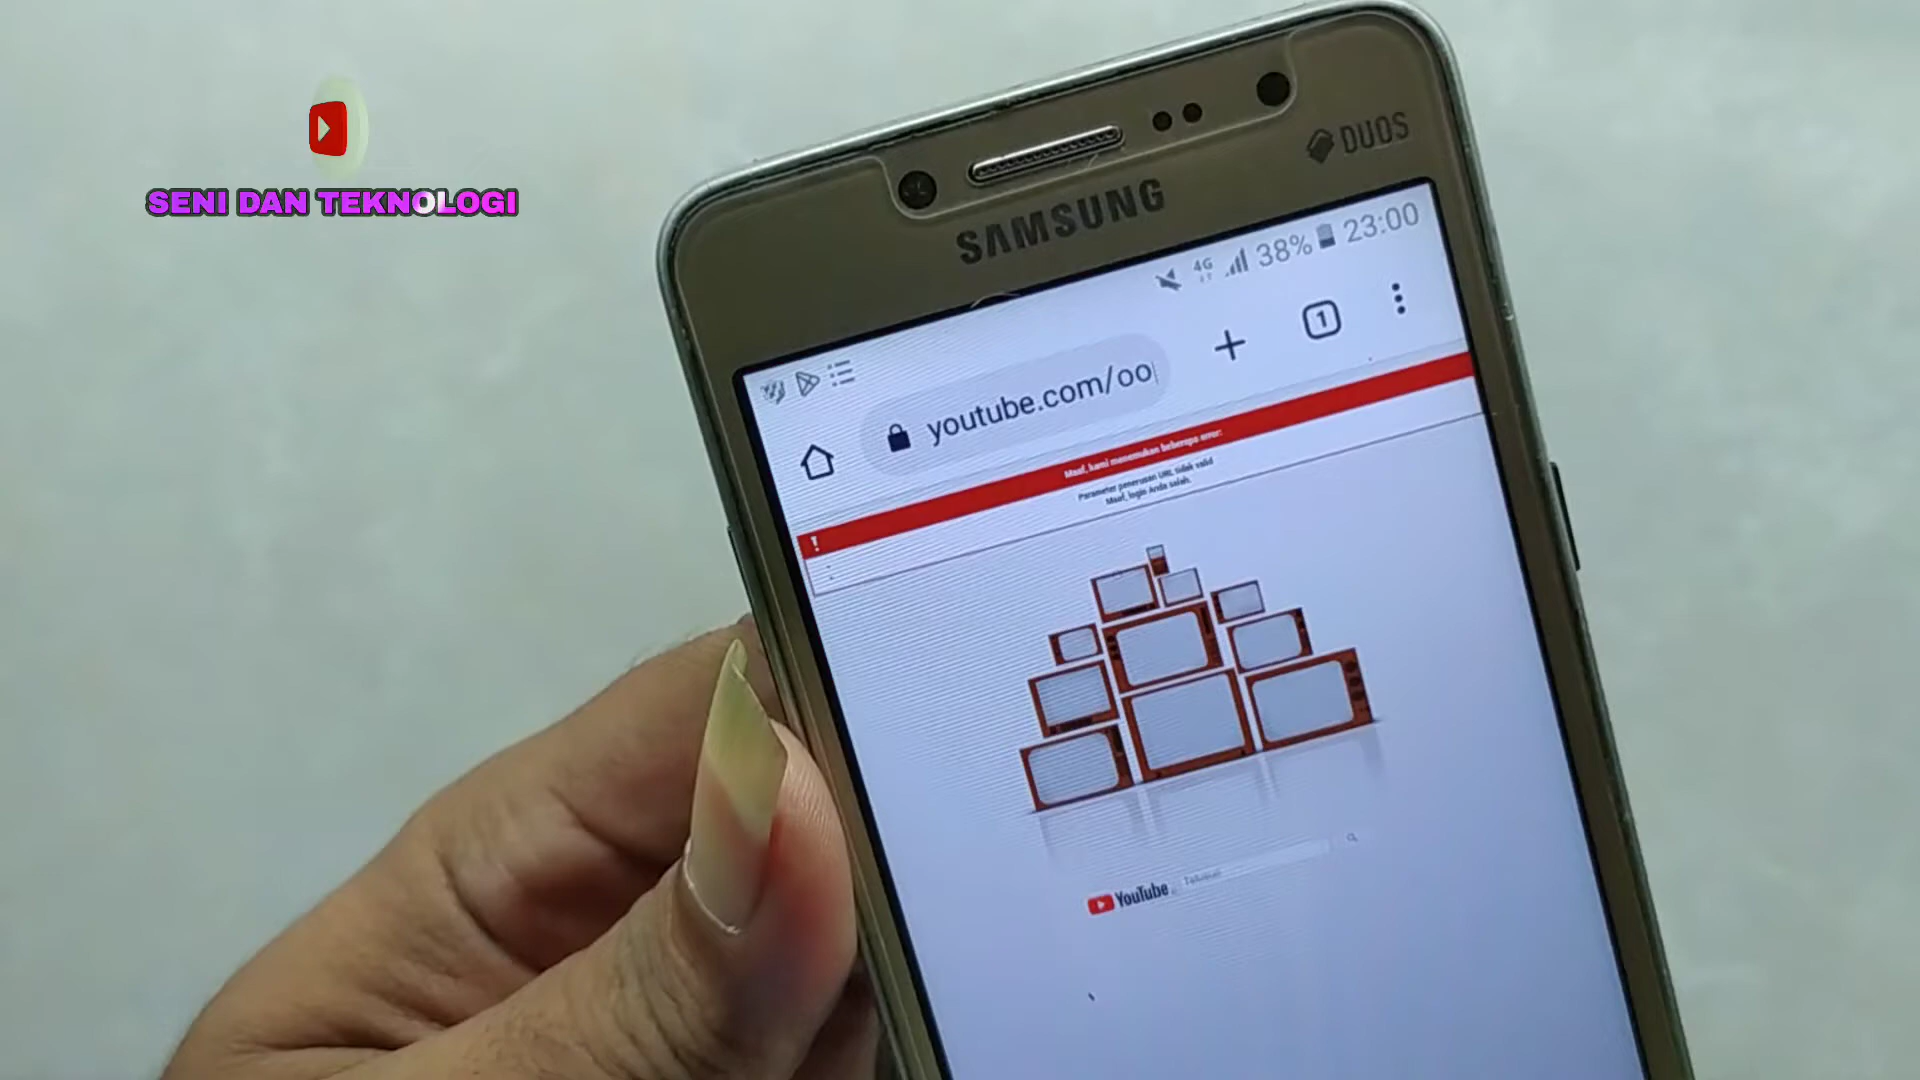 SENI DAN TEKNOLOGI
DUOS
SAMSUNG
4G 38% 23:00
youtube.com/oo
1
Maaf, kami menemukan beberapa error:
Parameter penerusan URL tidak valid
Maaf, login Anda salah.
YouTube
Telusuri